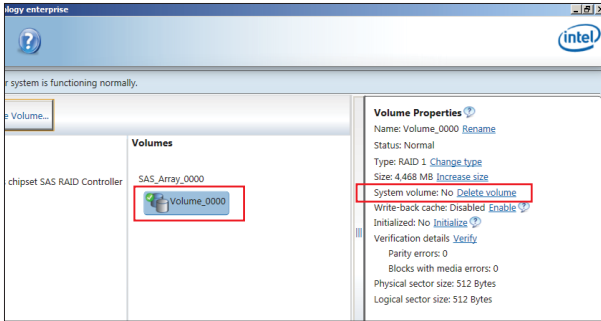 ology enterprise
intel
r system is functioning normally.
e Volume...
Volumes
chipset SAS RAID Controller
SAS_Array_0000
Volume_0000
Volume Properties
Name: Volume_0000 Rename
Status: Normal
Type: RAID 1 Change type
Size: 4,468 MB Increase size
System volume: No Delete volume
Write-back cache: Disabled Enable
Initialized: No Initialize
Verification details Verify
Parity errors: 0
Blocks with media errors: 0
Physical sector size: 512 Bytes
Logical sector size: 512 Bytes